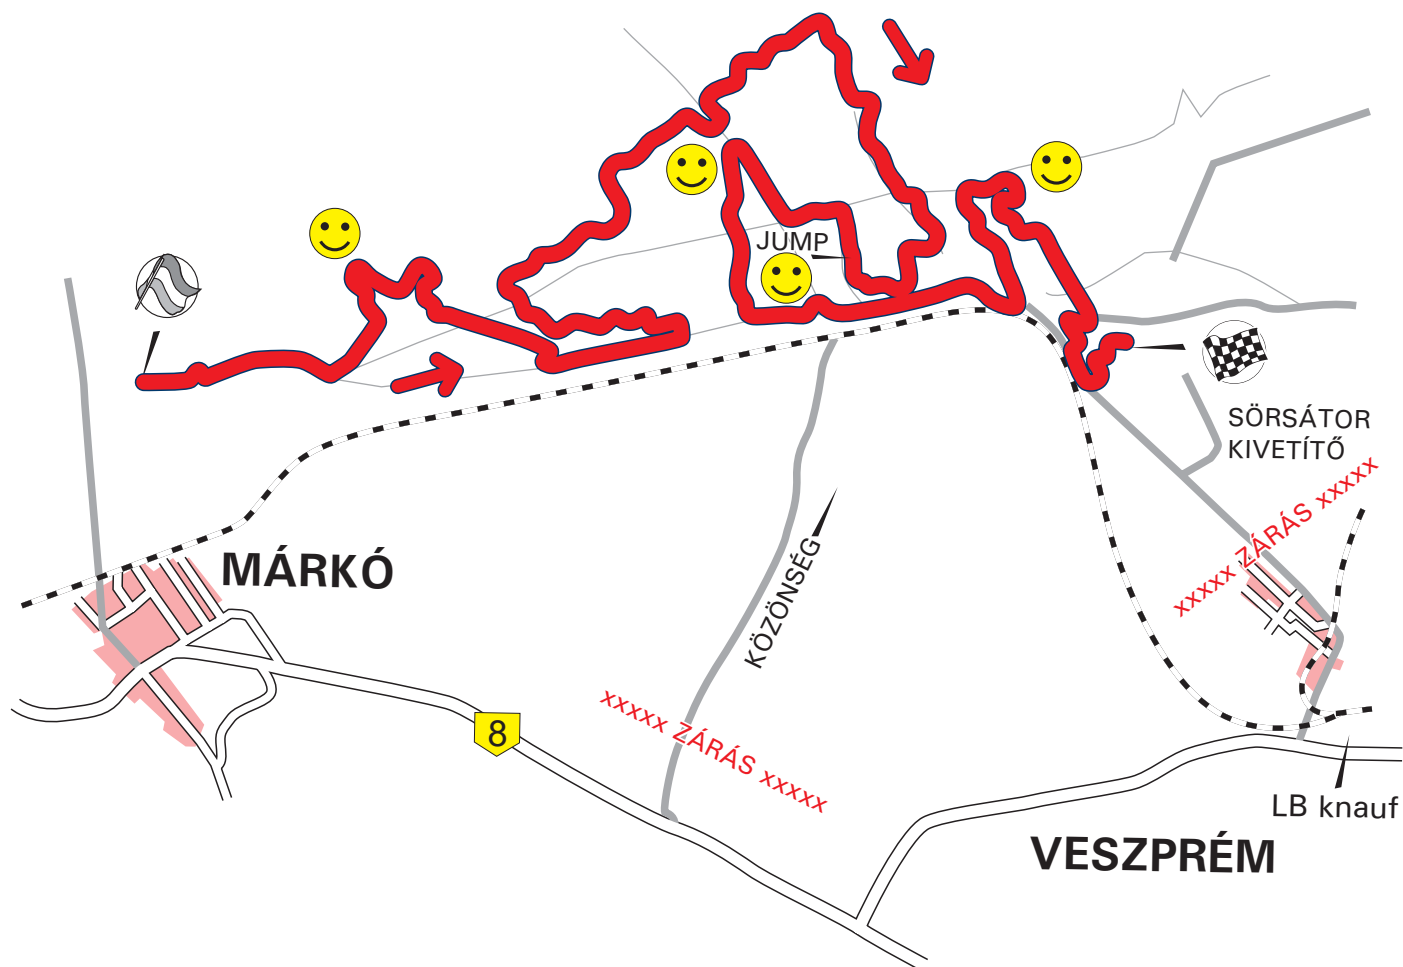 JUMP
SÖRSÁTOR
KIVETÍTŐ
xxxxx ZÁRÁS xxxxx
MÁRKÓ
KÖZÖNSÉG
xxxxx ZÁRÁS xxxxx
8
LB knauf
VESZPRÉM